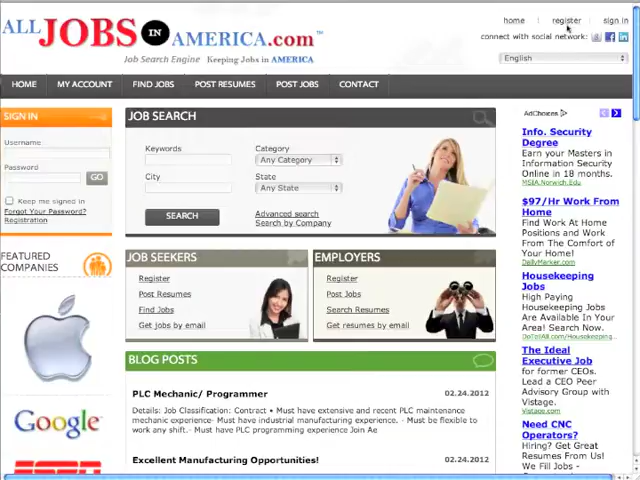 home
register
sign in
ALL JOBS IN AMERICA.com™
connect with social network:
Job Search Engine Keeping Jobs in AMERICA
English
HOME
MY ACCOUNT
FIND JOBS
POST RESUMES
POST JOBS
CONTACT
SIGN IN
Username
Password
GO
Keep me signed in
Forgot Your Password?
Registration
FEATURED
COMPANIES
Google
JOB SEARCH
Keywords
Category
Any Category
City
State
Any State
SEARCH
Advanced search
Search by Company
JOB SEEKERS
Register
Post Resumes
Find Jobs
Get jobs by email
EMPLOYERS
Register
Post Jobs
Search Resumes
Get resumes by email
BLOG POSTS
PLC Mechanic/ Programmer
02.24.2012
Details: Job Classification: Contract • Must have extensive and recent PLC maintenance
mechanic experience- Must have industrial manufacturing experience. - Must be flexible to
work any shift.- Must have PLC programming experience Join Ae
Excellent Manufacturing Opportunities!
02.24.2012
AdChoices
Info. Security
Degree
Earn your Masters in
Information Security
Online in 18 months.
MSIA.Norwich.Edu
$97/Hr Work From
Home
Find Work At Home
Positions and Work
From The Comfort of
Your Home!
DailyMarker.com
Housekeeping
Jobs
High Paying
Housekeeping Jobs
Are Available In Your
Area! Search Now.
The Ideal
Executive Job
for former CEOs.
Lead a CEO Peer
Advisory Group with
Vistage.
Vistage.com
Need CNC
Operators?
Hiring? Get Great
Resumes From Us!
We Fill Jobs -